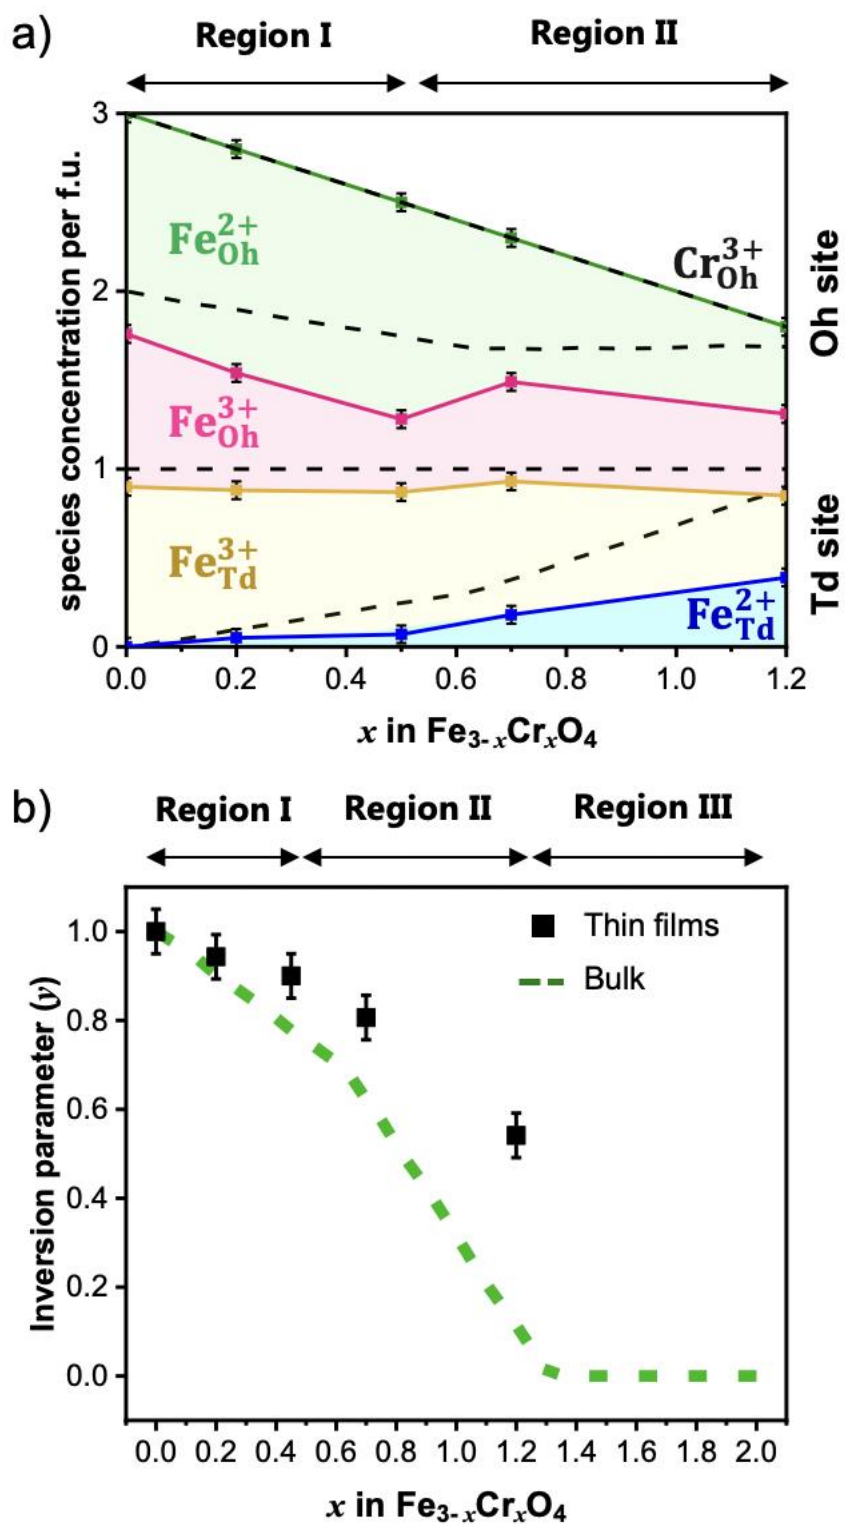 a)
Region I
Region II
3
2
1
0
species concentration per f.u.
Fe²⁺Oh
Cr³⁺Oh
Fe³⁺Oh
Fe³⁺Td
Fe²⁺Td
Oh site
Td site
0.0 0.2 0.4 0.6 0.8 1.0 1.2
x in Fe₃₋ₓCrₓO₄
b)
Region I
Region II
Region III
Thin films
Bulk
1.0
0.8
0.6
0.4
0.2
0.0
Inversion parameter (y)
0.0 0.2 0.4 0.6 0.8 1.0 1.2 1.4 1.6 1.8 2.0
x in Fe₃₋ₓCrₓO₄